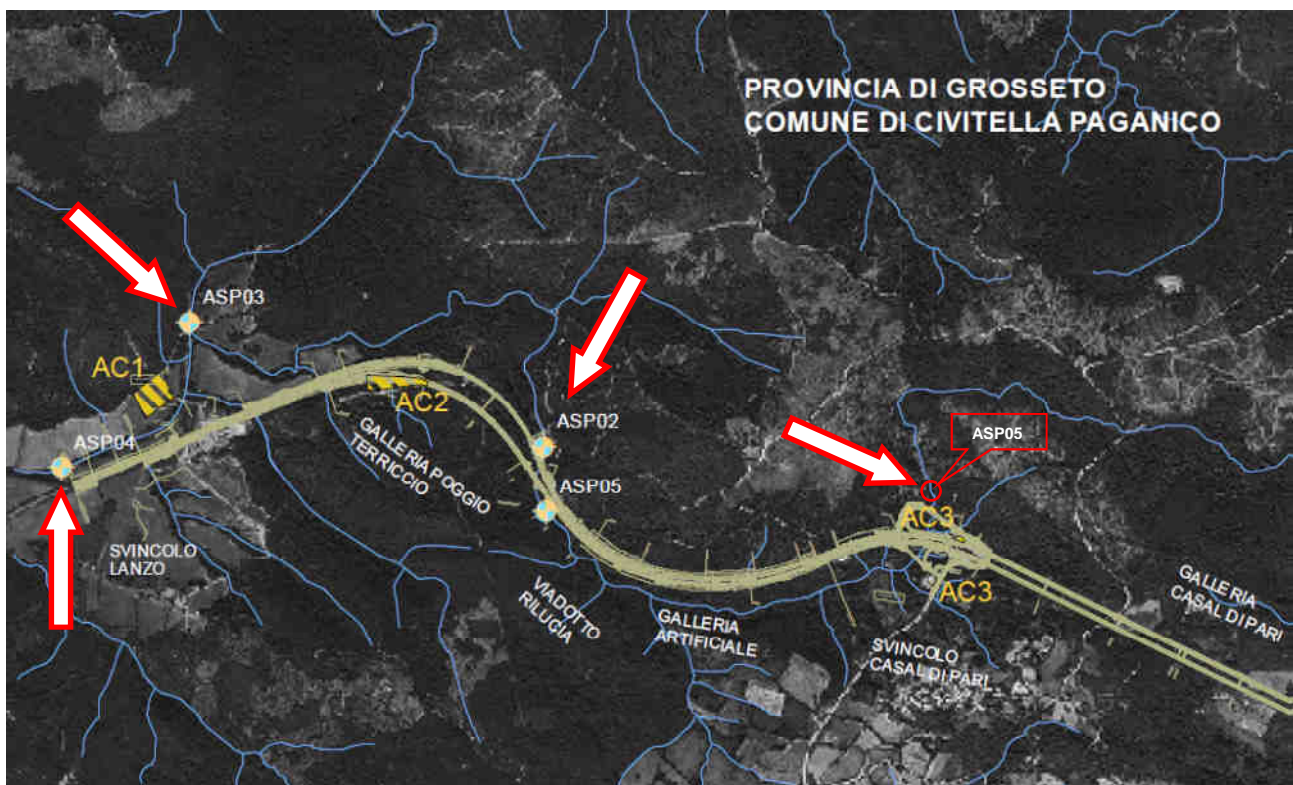 PROVINCIA DI GROSSETO
COMUNE DI CIVITELLA PAGANICO
ASP03
AC1
AC2
ASP02
ASP04
ASP05
ASP05
GALLERIA POGGIO
TERRICCIO
AC3
SVINCOLO
LANZO
VIADOTTO
RILUCIA
GALLERIA
ARTIFICIALE
AC3
SVINCOLO
CASAL DI PARI
GALLERIA
CASAL DI PARI